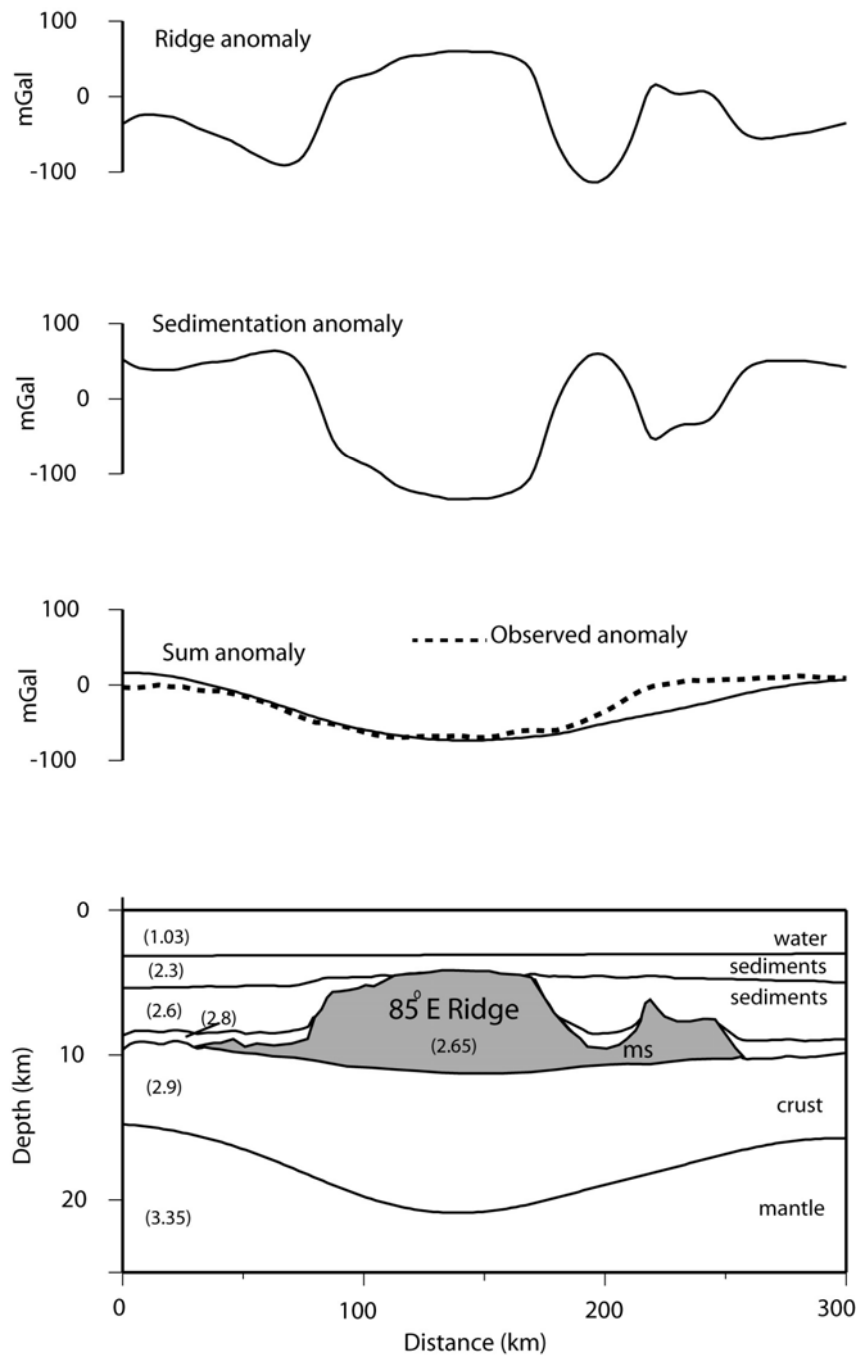 100
Ridge anomaly
0
mGal
-100
100
Sedimentation anomaly
0
mGal
-100
100
Sum anomaly
Observed anomaly
0
mGal
-100
0
(1.03)
water
(2.3)
sediments
sediments
(2.6)
(2.8)
85° E Ridge
(2.65)
ms
10
(2.9)
crust
Depth (km)
20
(3.35)
mantle
0
100
200
300
Distance (km)